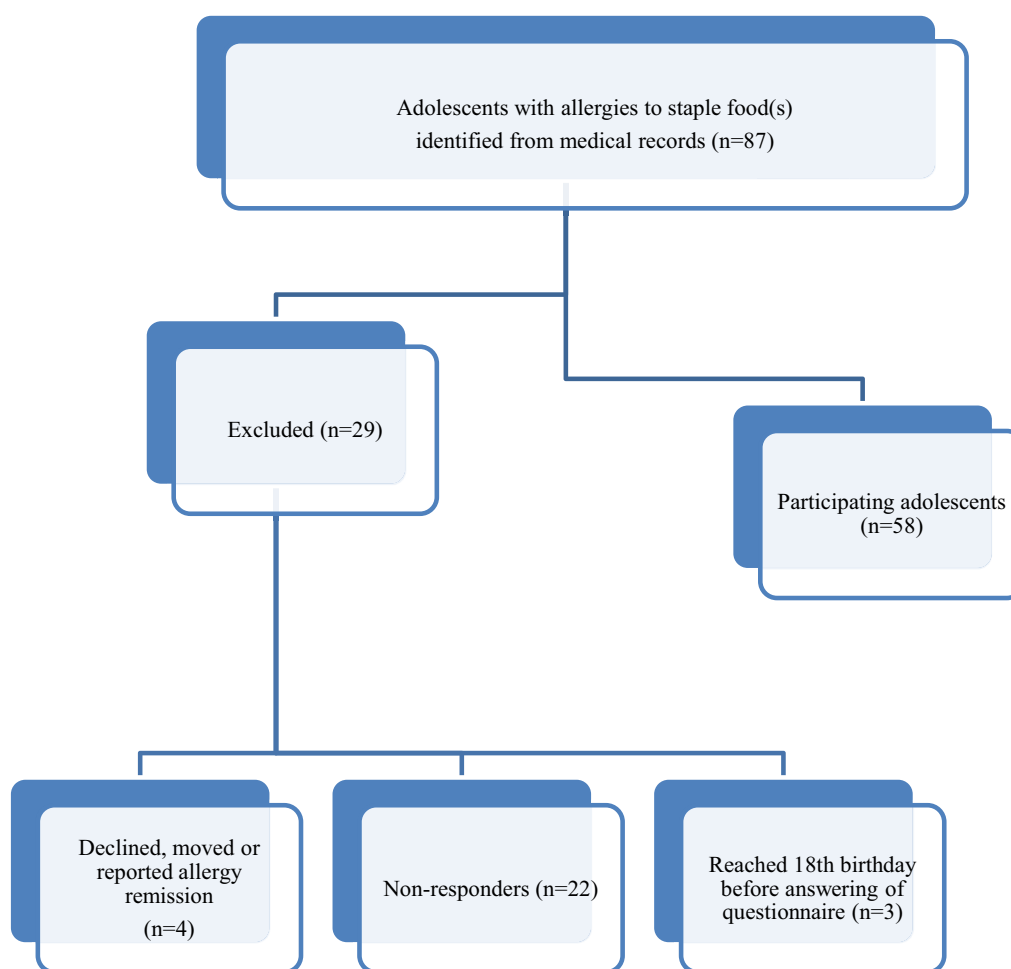 Adolescents with allergies to staple food(s)
identified from medical records (n=87)
Excluded (n=29)
Participating adolescents
(n=58)
Declined, moved or
reported allergy
remission
(n=4)
Non-responders (n=22)
Reached 18th birthday
before answering of
questionnaire (n=3)